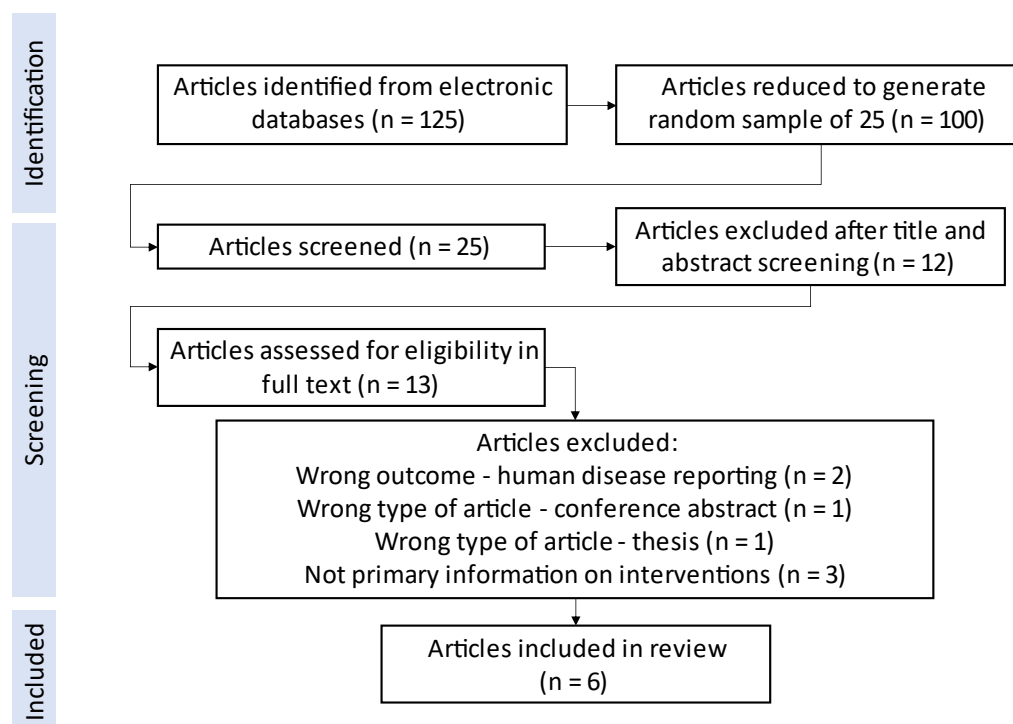 Identification
Articles identified from electronic
databases (n = 125)
Articles reduced to generate
random sample of 25 (n = 100)
Screening
Articles screened (n = 25)
Articles excluded after title and
abstract screening (n = 12)
Articles assessed for eligibility in
full text (n = 13)
Articles excluded:
Wrong outcome - human disease reporting (n = 2)
Wrong type of article - conference abstract (n = 1)
Wrong type of article - thesis (n = 1)
Not primary information on interventions (n = 3)
Included
Articles included in review
(n = 6)